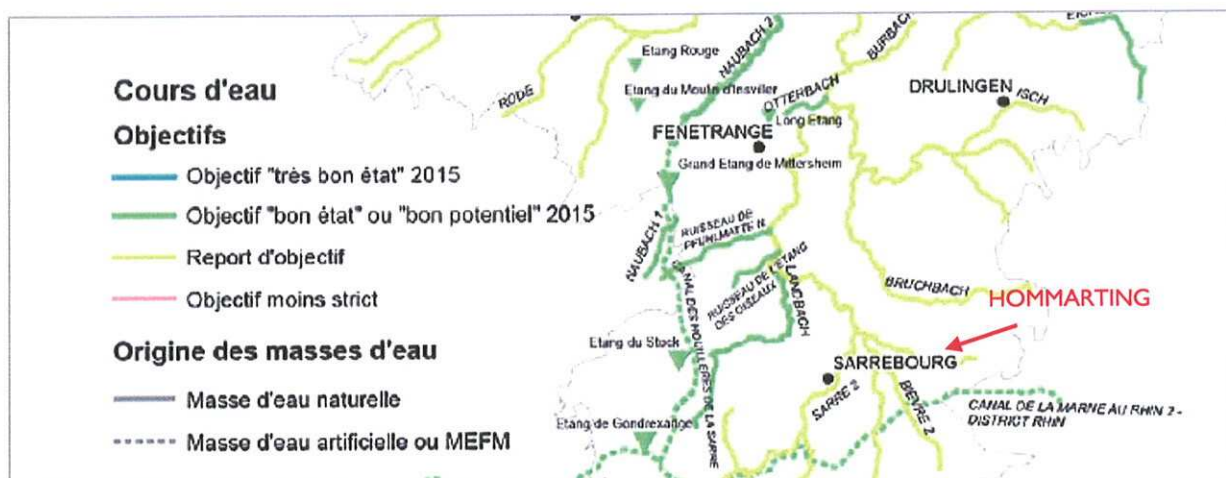 Cours d'eau
Objectifs
Objectif "très bon état" 2015
Objectif "bon état" ou "bon potentiel" 2015
Report d'objectif
Objectif moins strict
Origine des masses d'eau
Masse d'eau naturelle
Masse d'eau artificielle ou MEFM
RODE
Etang Rouge
NAUBACH 2
BURBACH
Etang du Moulin d'Insviller
OTTERBACH
DRULINGEN
ISCH
Long Etang
FENETRANGE
Grand Etang de Mittersheim
NAUBACH 1
RUISSEAU DE
CANAL DES HOUILLERES DE LA SARRE
RUISSEAU DE L'ETANG
DES OISEAUX
LANDBACH
BRUCHBACH
HOMMARTING
Etang du Stock
SARREBOURG
SARRE 2
BIEVRE 2
CANAL DE LA MARNE AU RHIN 2 -
DISTRICT RHIN
Etang de Gondrexange